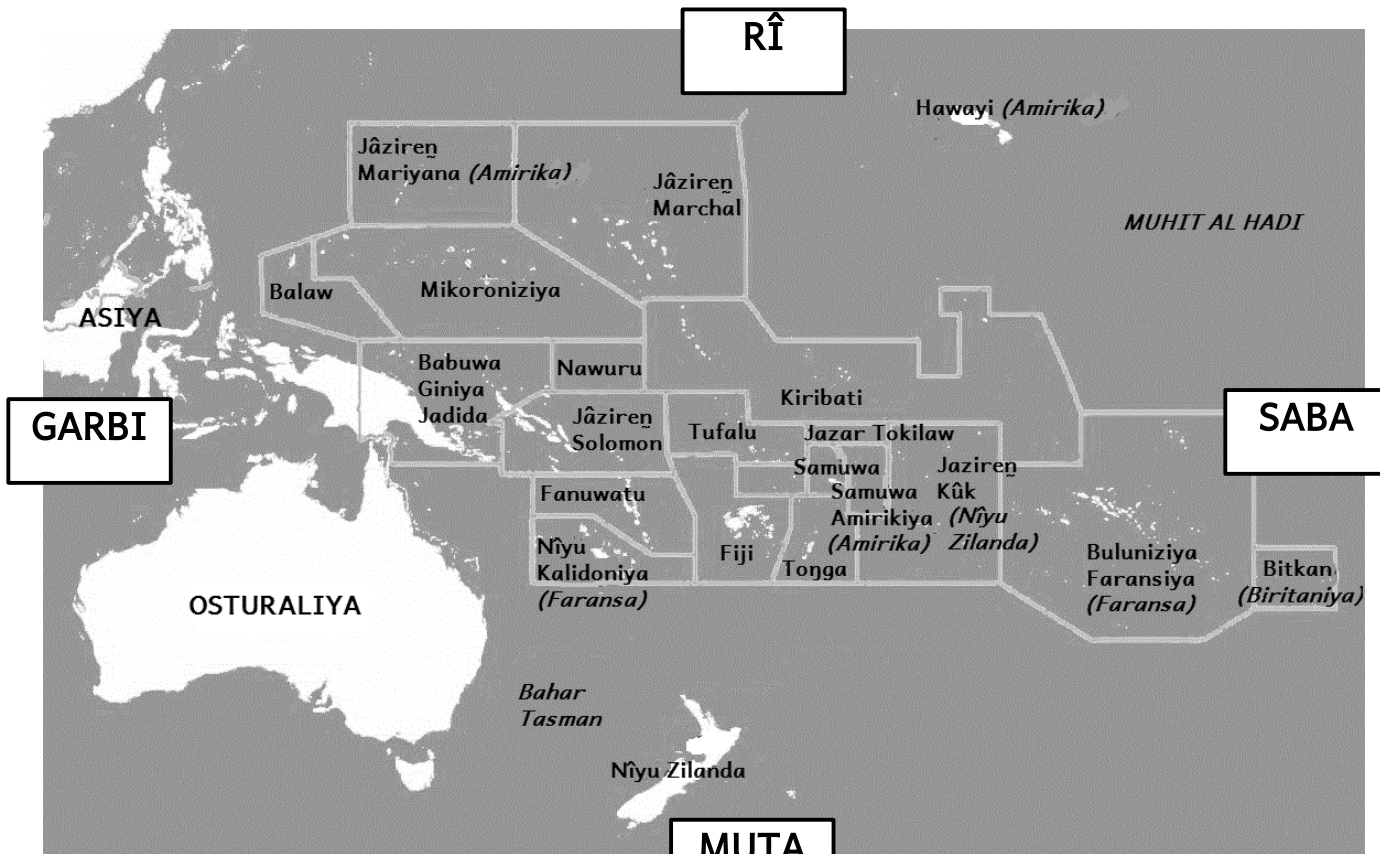 RÎ
Hawayi (Amirika)
Jâzireṉ
Mariyana (Amirika)
Jâzireṉ
Marchal
MUHIT AL HADI
Balaw
Mikoroniziya
ASIYA
Babuwa
Giniya
Jadida
Nawuru
Kiribati
GARBI
SABA
Jâzireṉ
Solomon
Tufalu
Jazar Tokilaw
Samuwa
Samuwa
Amirikiya
(Amirika)
Jazireṉ
Kûk
(Nîyu
Zilanda)
Fanuwatu
Nîyu
Kalidoniya
(Faransa)
Fiji
Toŋga
Buluniziya
Faransiya
(Faransa)
Bitkan
(Biritaniya)
OSTURALIYA
Bahar
Tasman
Nîyu Zilanda
MUTA